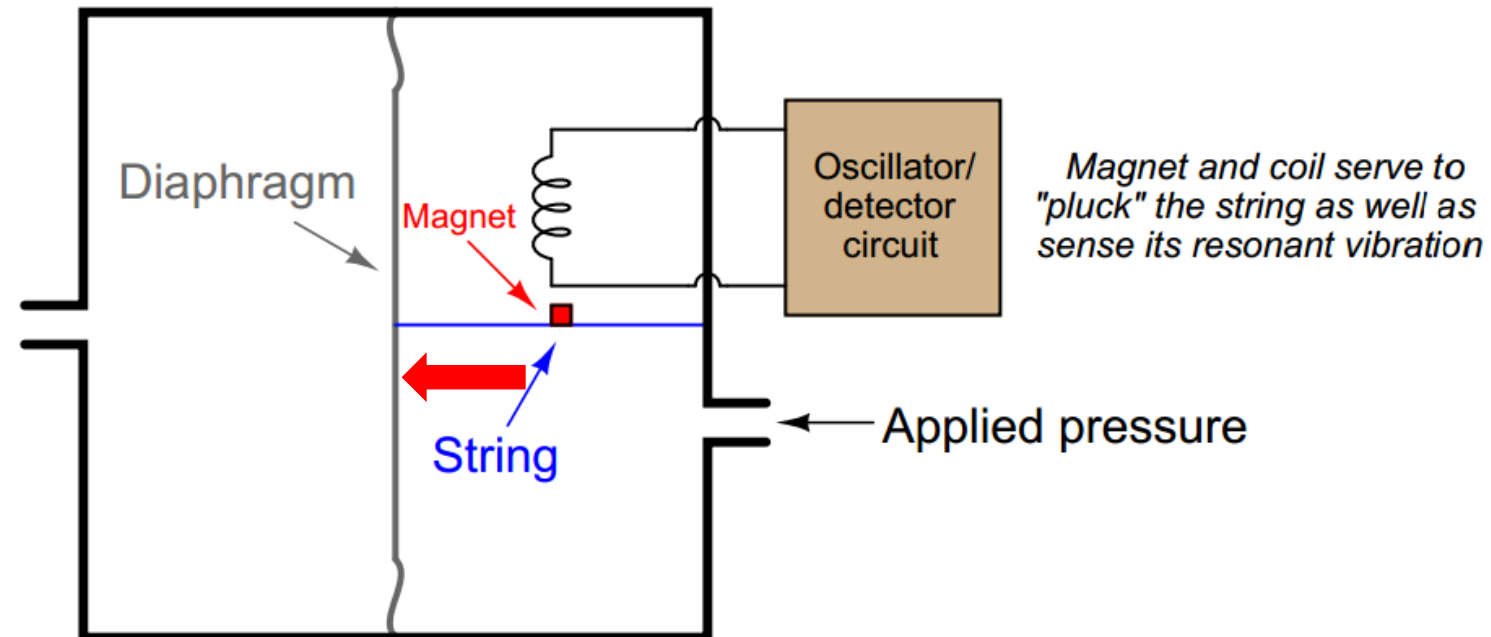 Diaphragm
Magnet
String
Oscillator/
detector
circuit
Magnet and coil serve to
"pluck" the string as well as
sense its resonant vibration
Applied pressure